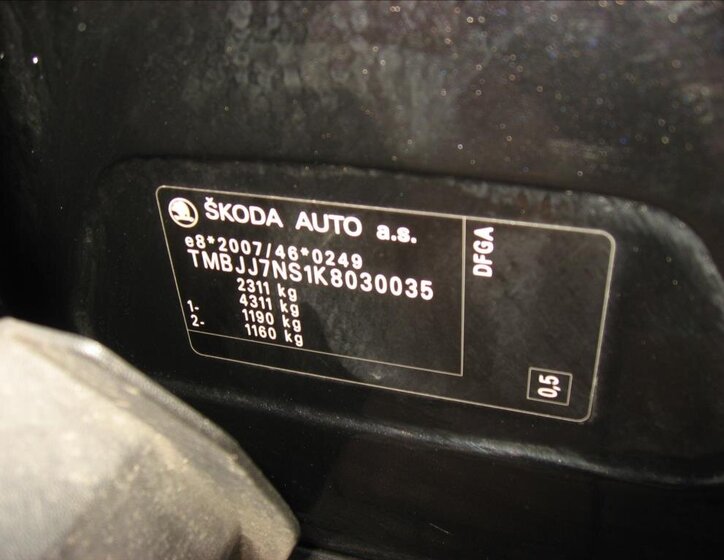 ŠKODA AUTO a.s.
e8*2007/46*0249
TMBJJ7NS1K8030035
2311 kg
4311 kg
1- 1190 kg
2- 1160 kg
DFGA
0,5